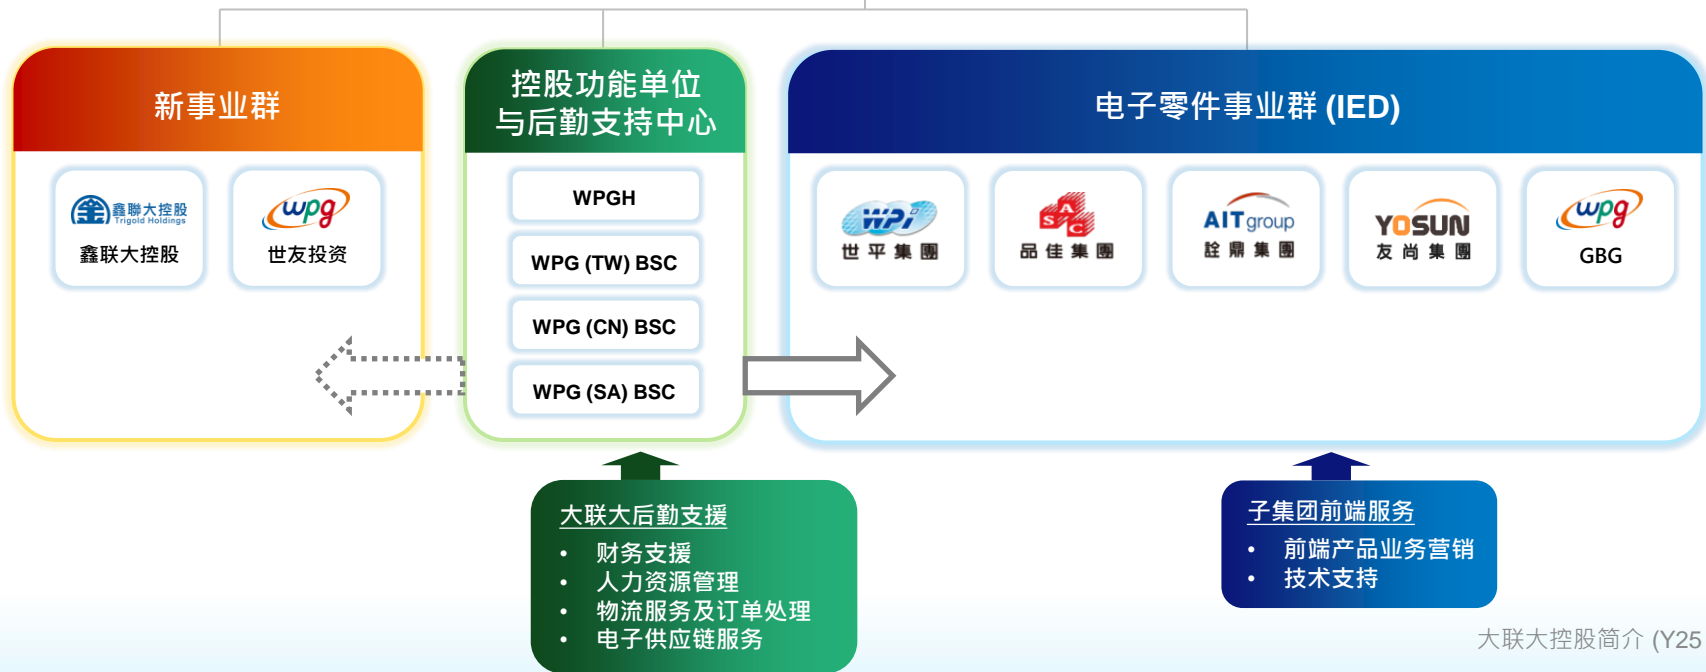 新事业群
鑫聯大控股
Trigold Holdings
鑫联大控股
wpg
世友投资
控股功能单位
与后勤支持中心
WPGH
WPG (TW) BSC
WPG (CN) BSC
WPG (SA) BSC
电子零件事业群 (IED)
WPi
世平集團
SAC
品佳集團
AIT group
詮鼎集團
YOSUN
友尚集團
wpg
GBG
大联大后勤支援
• 财务支援
• 人力资源管理
• 物流服务及订单处理
• 电子供应链服务
子集团前端服务
• 前端产品业务营销
• 技术支持
大联大控股简介 (Y25